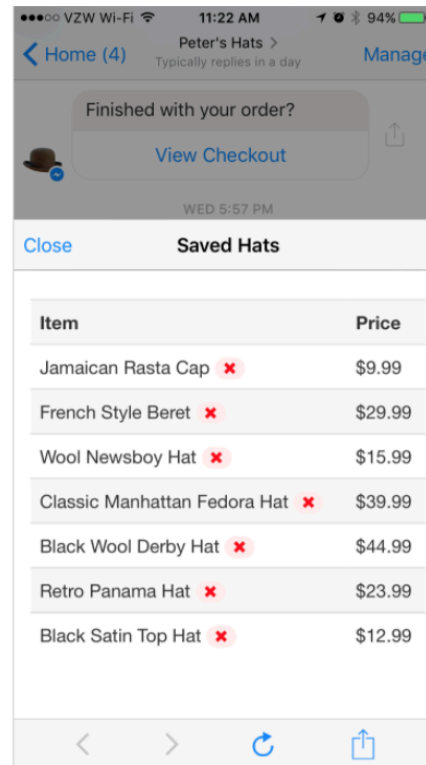 VZW Wi-Fi 11:22 AM 94%
Home (4) Peter's Hats > Manage
Typically replies in a day
Finished with your order?
View Checkout
WED 5:57 PM
Close Saved Hats
Item Price
Jamaican Rasta Cap $9.99
French Style Beret $29.99
Wool Newsboy Hat $15.99
Classic Manhattan Fedora Hat $39.99
Black Wool Derby Hat $44.99
Retro Panama Hat $23.99
Black Satin Top Hat $12.99